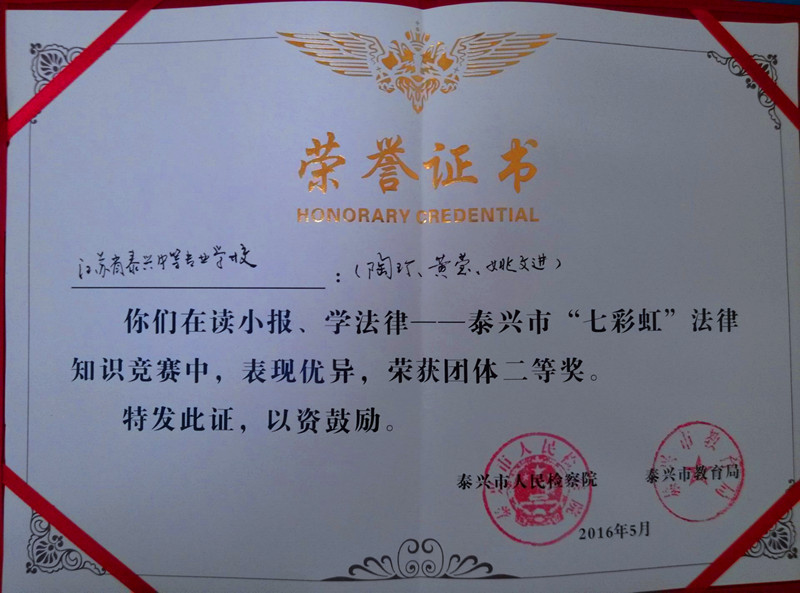 荣誉证书
HONORARY CREDENTIAL
江苏省泰兴中等专业学校：（陶玲、黄莹、姚文进）
你们在读小报、学法律——泰兴市“七彩虹”法律
知识竞赛中，表现优异，荣获团体二等奖。
特发此证，以资鼓励。
泰兴市人民检察院 泰兴市教育局
2016年5月